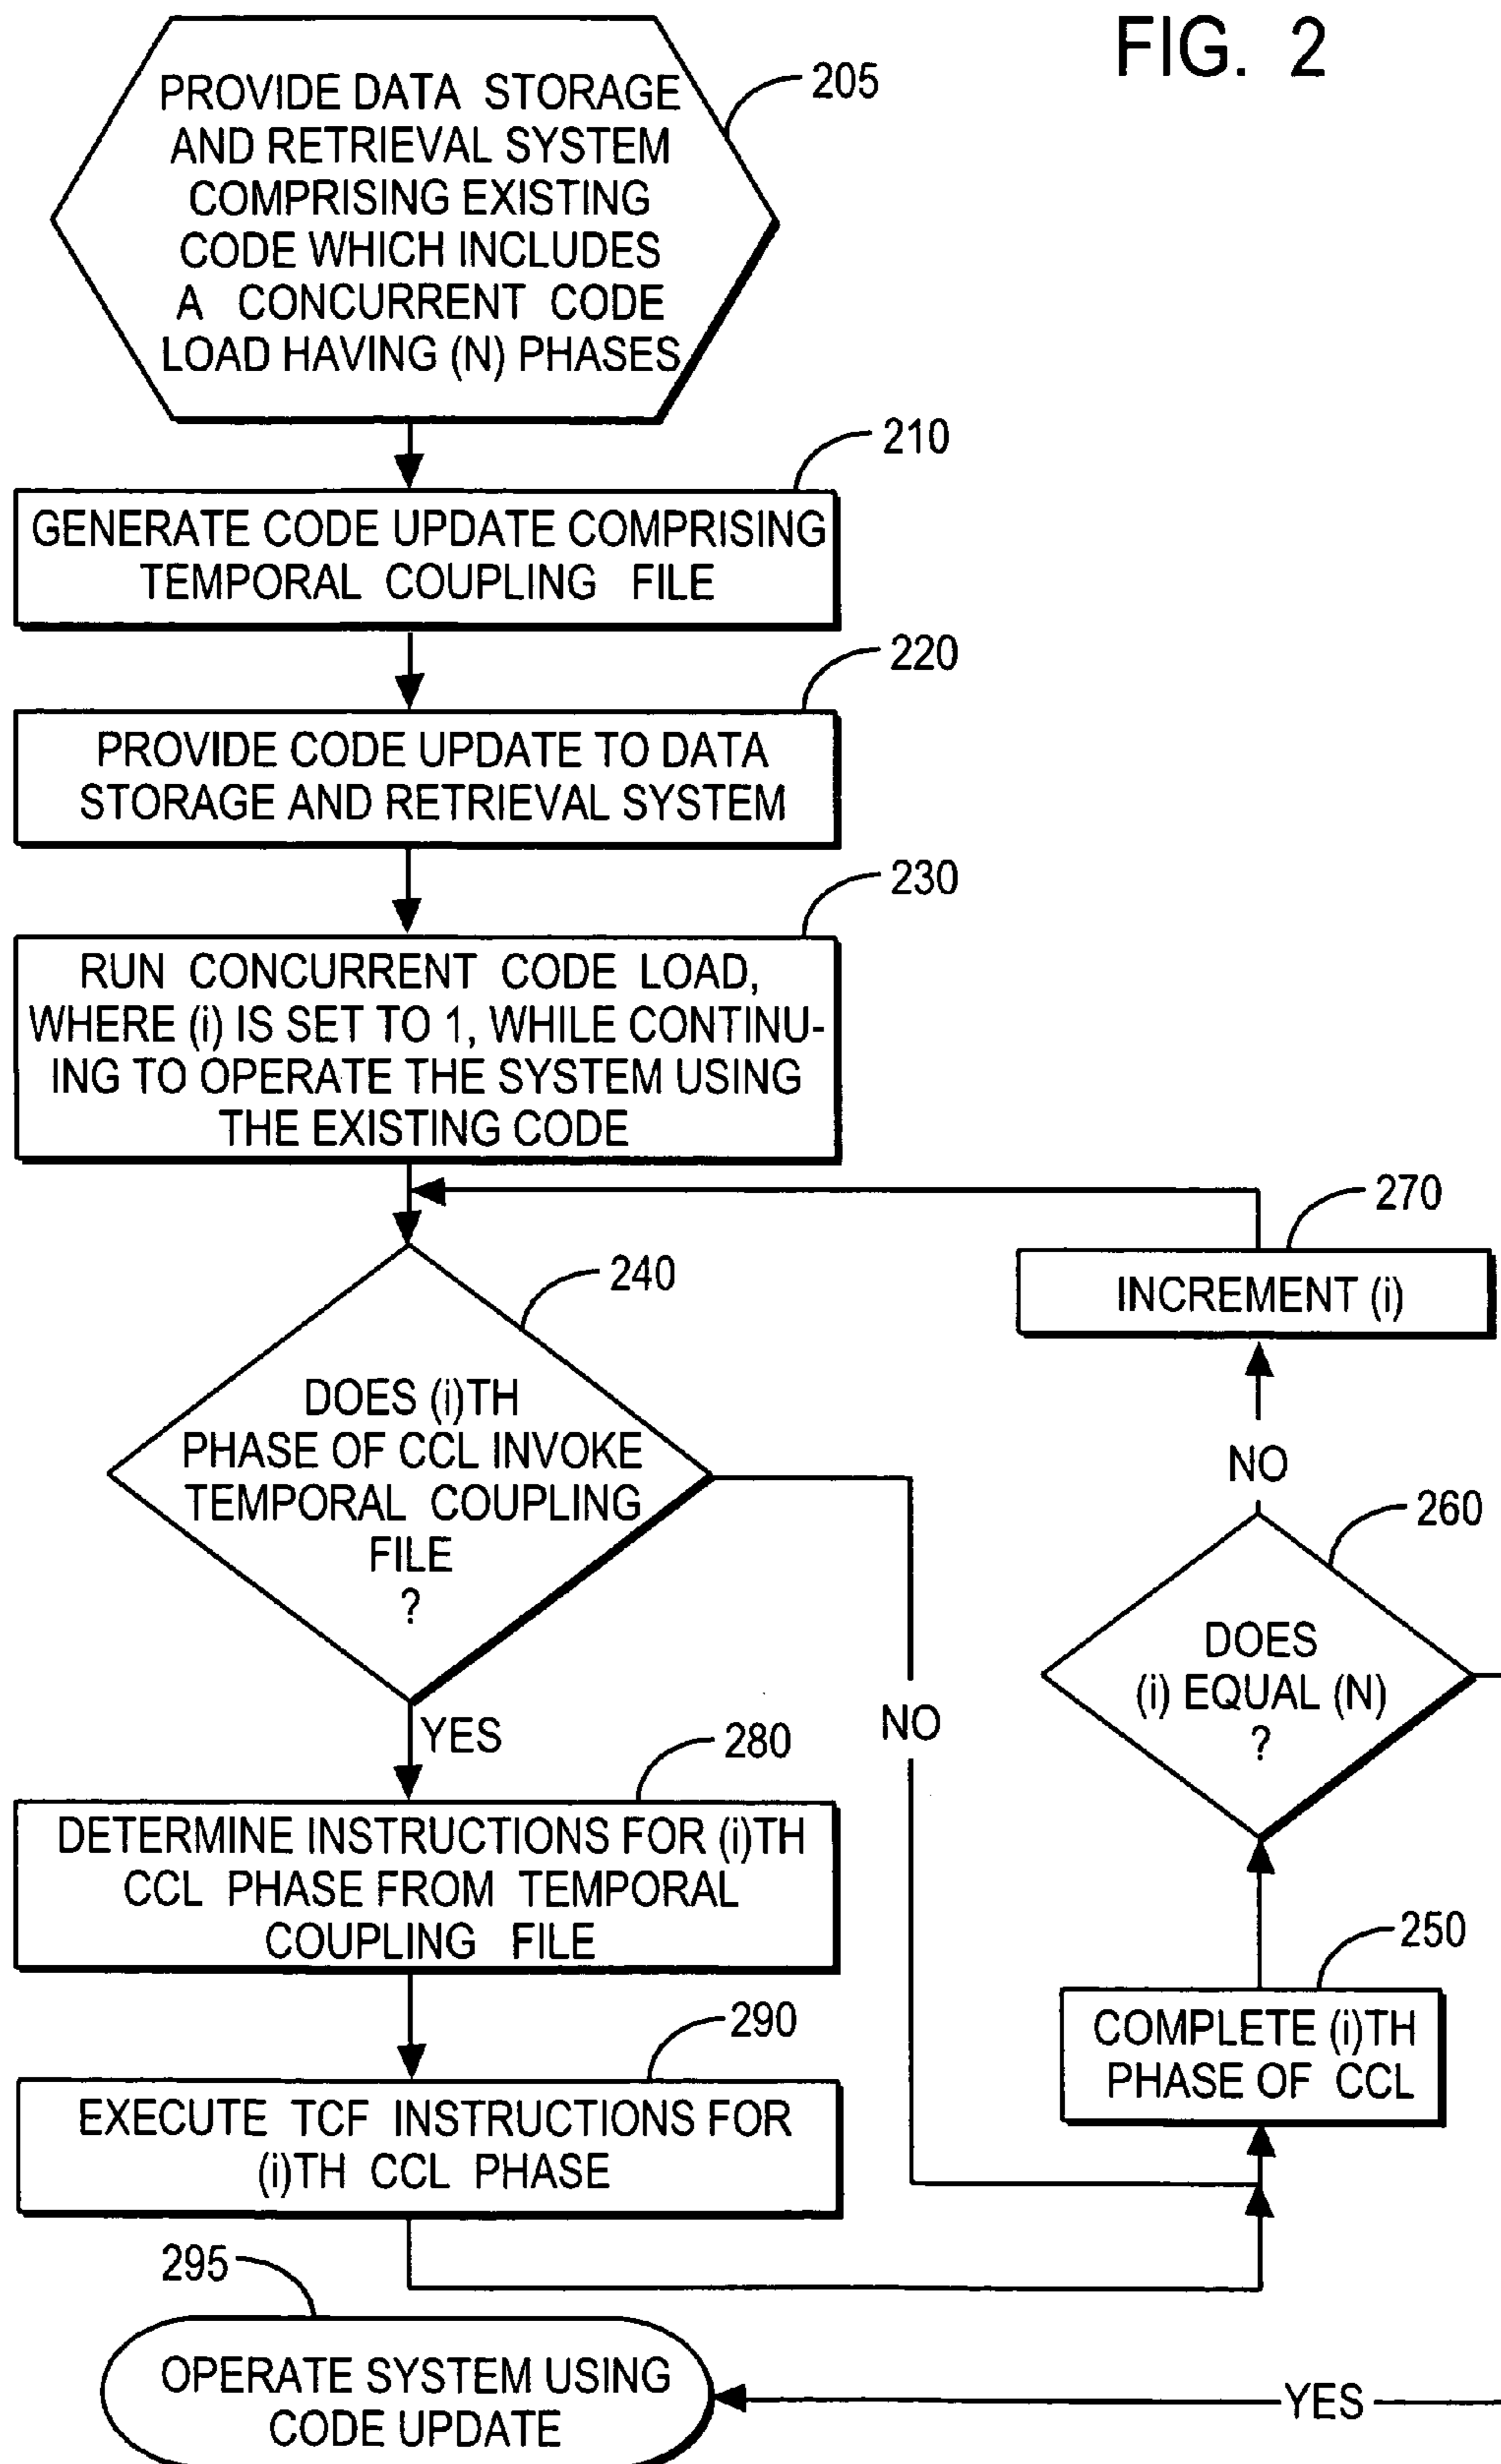 FIG. 2
PROVIDE DATA STORAGE
AND RETRIEVAL SYSTEM
COMPRISING EXISTING
CODE WHICH INCLUDES
A CONCURRENT CODE
LOAD HAVING (N) PHASES
205
210
GENERATE CODE UPDATE COMPRISING
TEMPORAL COUPLING FILE
220
PROVIDE CODE UPDATE TO DATA
STORAGE AND RETRIEVAL SYSTEM
230
RUN CONCURRENT CODE LOAD,
WHERE (i) IS SET TO 1, WHILE CONTINU-
ING TO OPERATE THE SYSTEM USING
THE EXISTING CODE
240
DOES (i)TH
PHASE OF CCL INVOKE
TEMPORAL COUPLING
FILE
?
YES
NO
280
DETERMINE INSTRUCTIONS FOR (i)TH
CCL PHASE FROM TEMPORAL
COUPLING FILE
290
EXECUTE TCF INSTRUCTIONS FOR
(i)TH CCL PHASE
250
COMPLETE (i)TH
PHASE OF CCL
260
DOES
(i) EQUAL (N)
?
NO
270
INCREMENT (i)
YES
295
OPERATE SYSTEM USING
CODE UPDATE